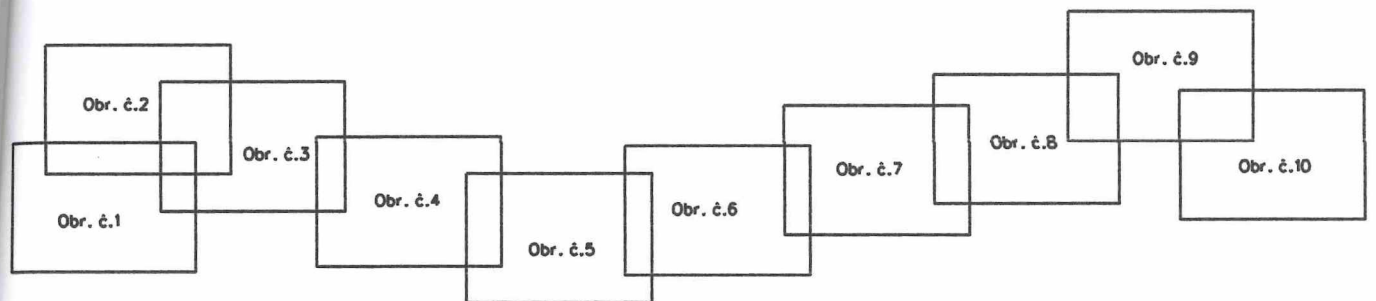 Obr. č.1
Obr. č.2
Obr. č.3
Obr. č.4
Obr. č.5
Obr. č.6
Obr. č.7
Obr. č.8
Obr. č.9
Obr. č.10